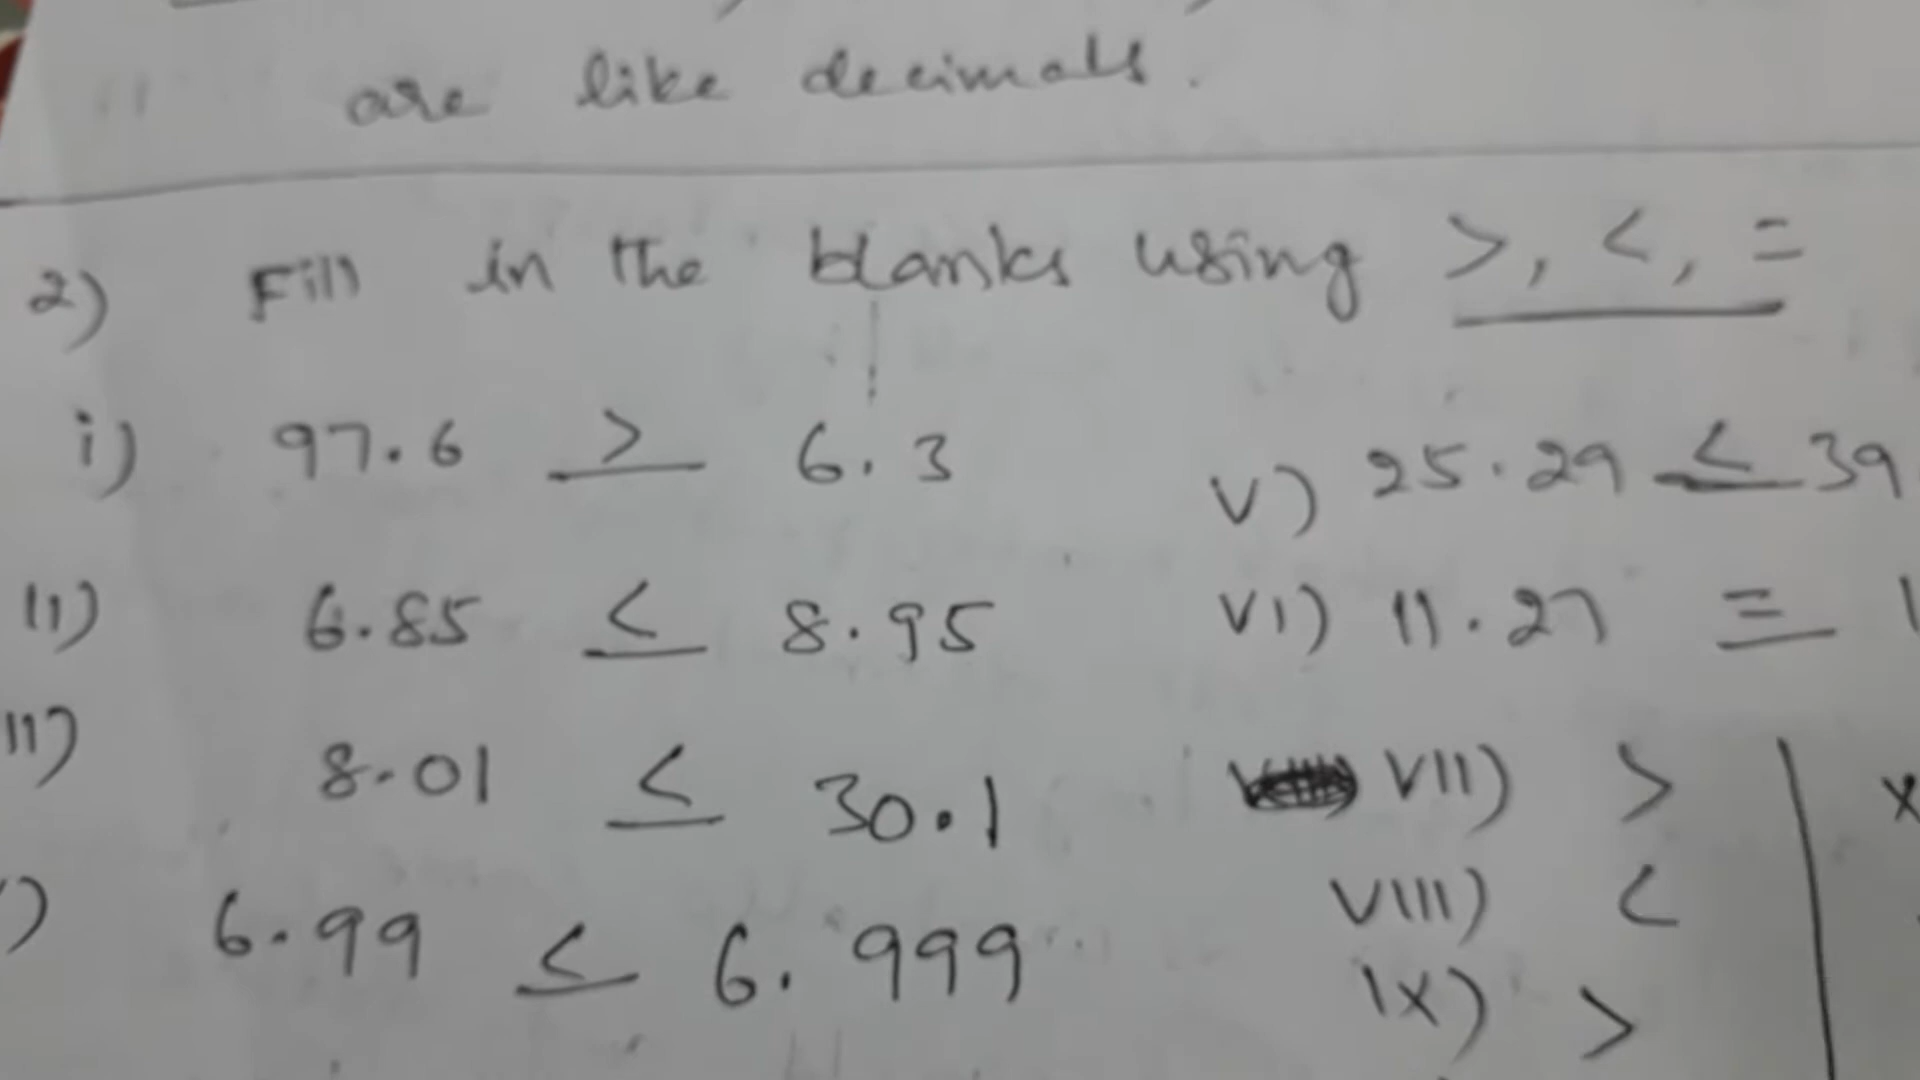 are like decimals.
2) Fill in the blanks using >, <, =
i) 97.6 > 6.3
ii) 6.85 < 8.95
iii) 8.01 < 30.1
) 6.99 < 6.999
v) 25.29 < 39
vi) 11.27 =
vii) >
viii) <
ix) >
x